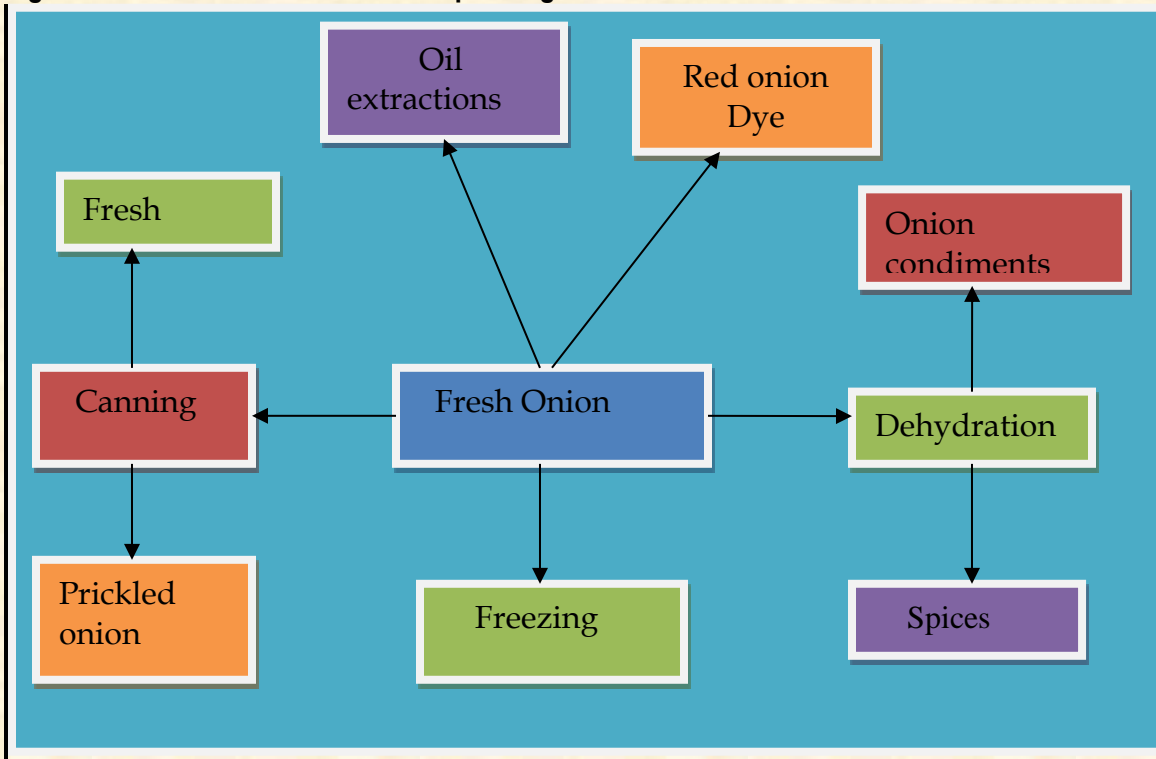 Oil
extractions
Red onion
Dye
Fresh
Onion
condiments
Canning
Fresh Onion
Dehydration
Prickled
onion
Freezing
Spices